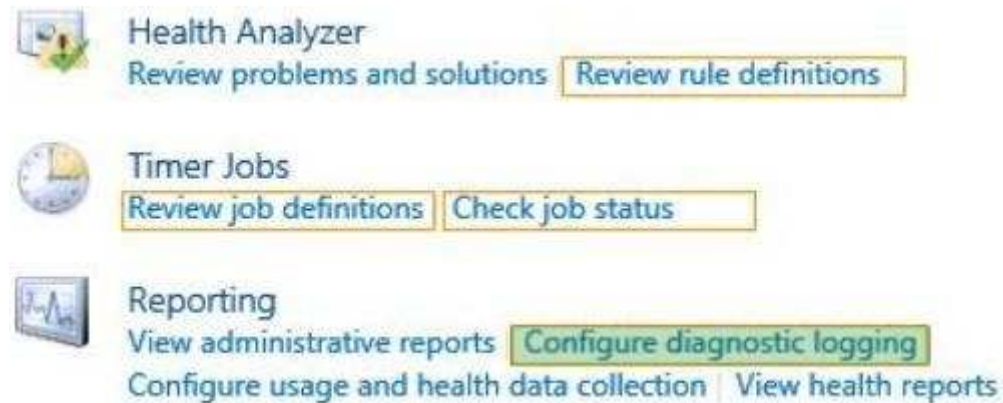 Health Analyzer
Review problems and solutions Review rule definitions
Timer Jobs
Review job definitions Check job status
Reporting
View administrative reports Configure diagnostic logging
Configure usage and health data collection View health reports